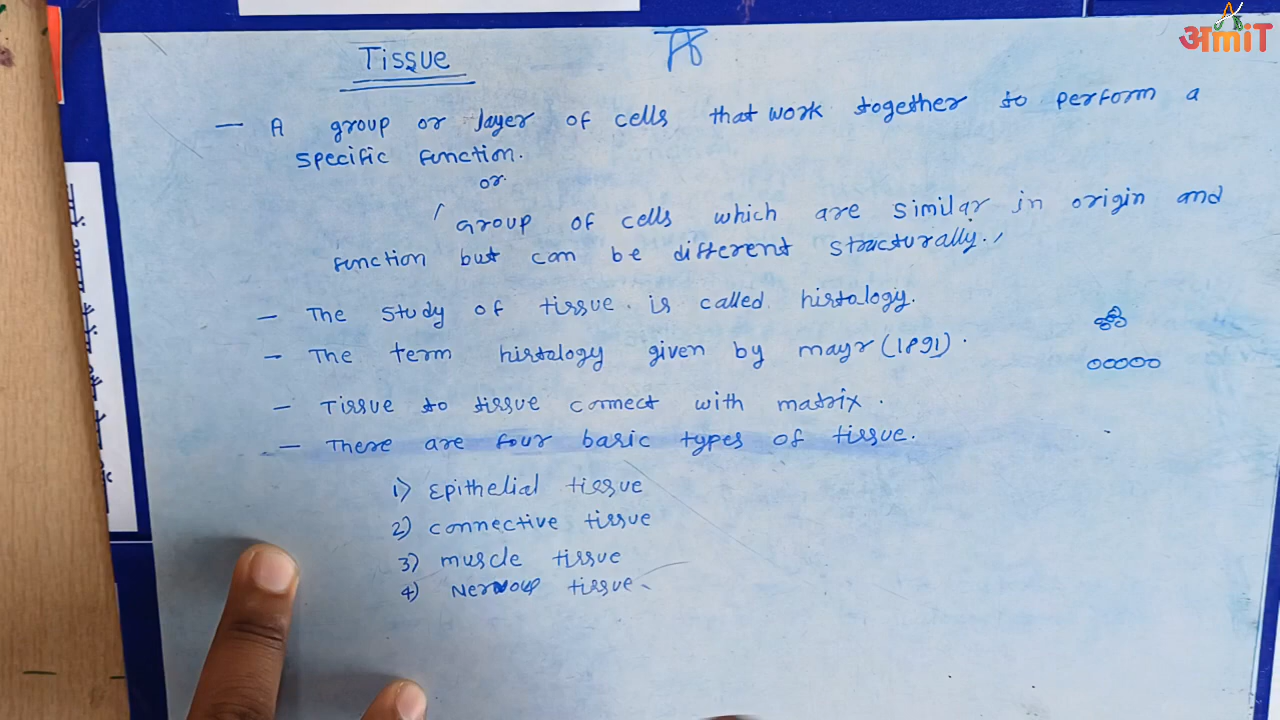 अमiT
Tissue
— A group or layer of cells that work together to perform a
specific function.
or
group of cells which are similar in origin and
function but can be different structurally.
— The study of tissue is called histology.
— The term histology given by mayr (1891).
— Tissue to tissue connect with matrix.
— There are four basic types of tissue.
1) Epithelial tissue
2) connective tissue
3) muscle tissue
4) Nervous tissue